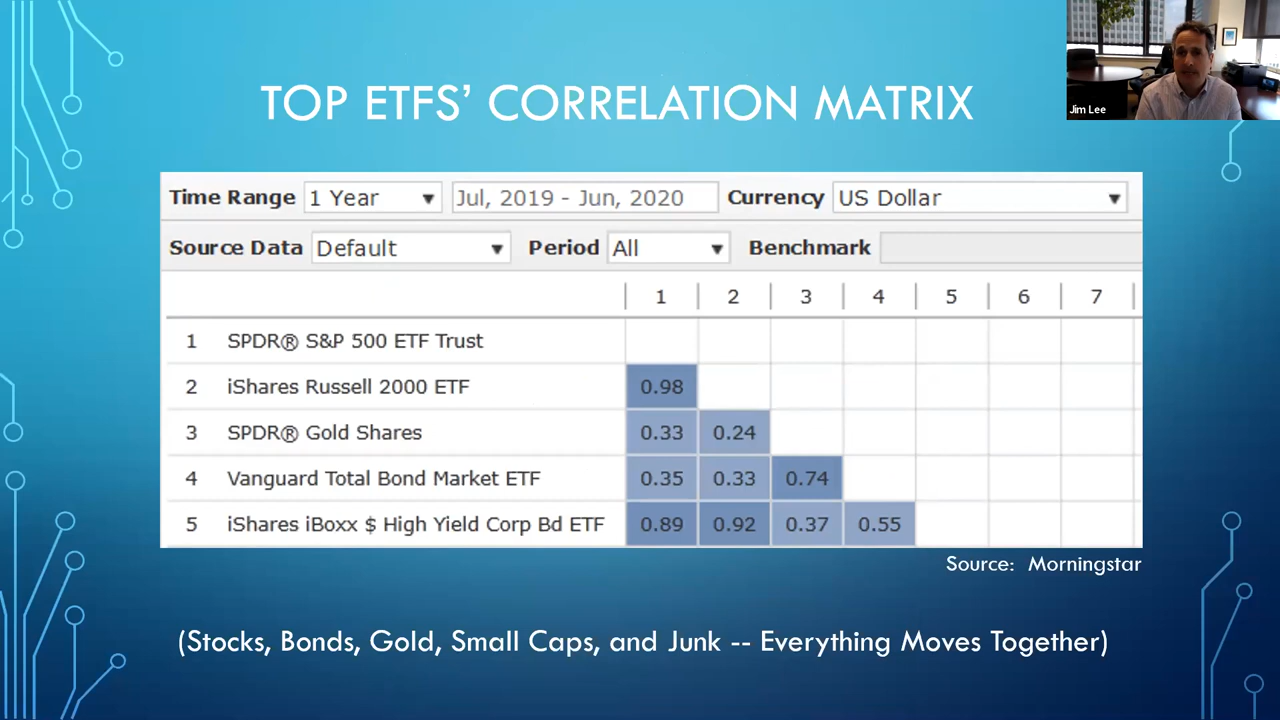 Jim Lee
TOP ETFS’ CORRELATION MATRIX
Time Range 1 Year Jul, 2019 - Jun, 2020 Currency US Dollar
Source Data Default Period All Benchmark
1 2 3 4 5 6 7
1 SPDR® S&P 500 ETF Trust
2 iShares Russell 2000 ETF 0.98
3 SPDR® Gold Shares 0.33 0.24
4 Vanguard Total Bond Market ETF 0.35 0.33 0.74
5 iShares iBoxx $ High Yield Corp Bd ETF 0.89 0.92 0.37 0.55
Source: Morningstar
(Stocks, Bonds, Gold, Small Caps, and Junk -- Everything Moves Together)